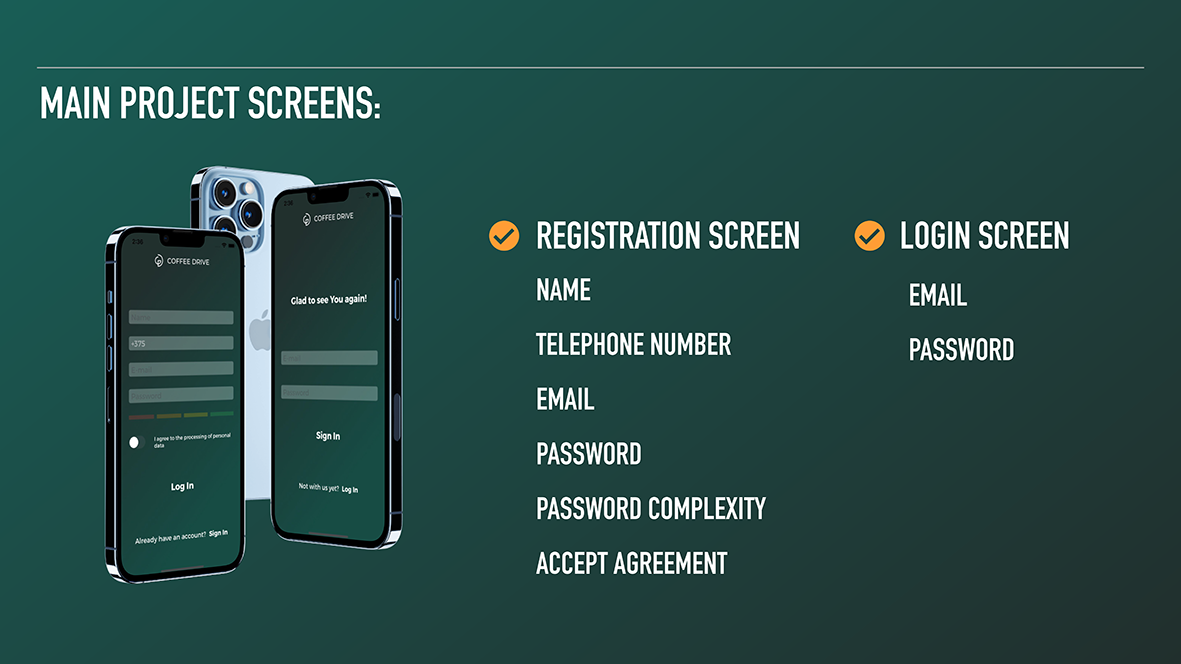 MAIN PROJECT SCREENS:
2:36
COFFEE DRIVE
Name
+375
E-mail
Password
I agree to the processing of personal
data
Log In
Already have an account? Sign In
2:36
COFFEE DRIVE
Glad to see You again!
E-mail
Password
Sign In
Not with us yet? Log In
REGISTRATION SCREEN
NAME
TELEPHONE NUMBER
EMAIL
PASSWORD
PASSWORD COMPLEXITY
ACCEPT AGREEMENT
LOGIN SCREEN
EMAIL
PASSWORD